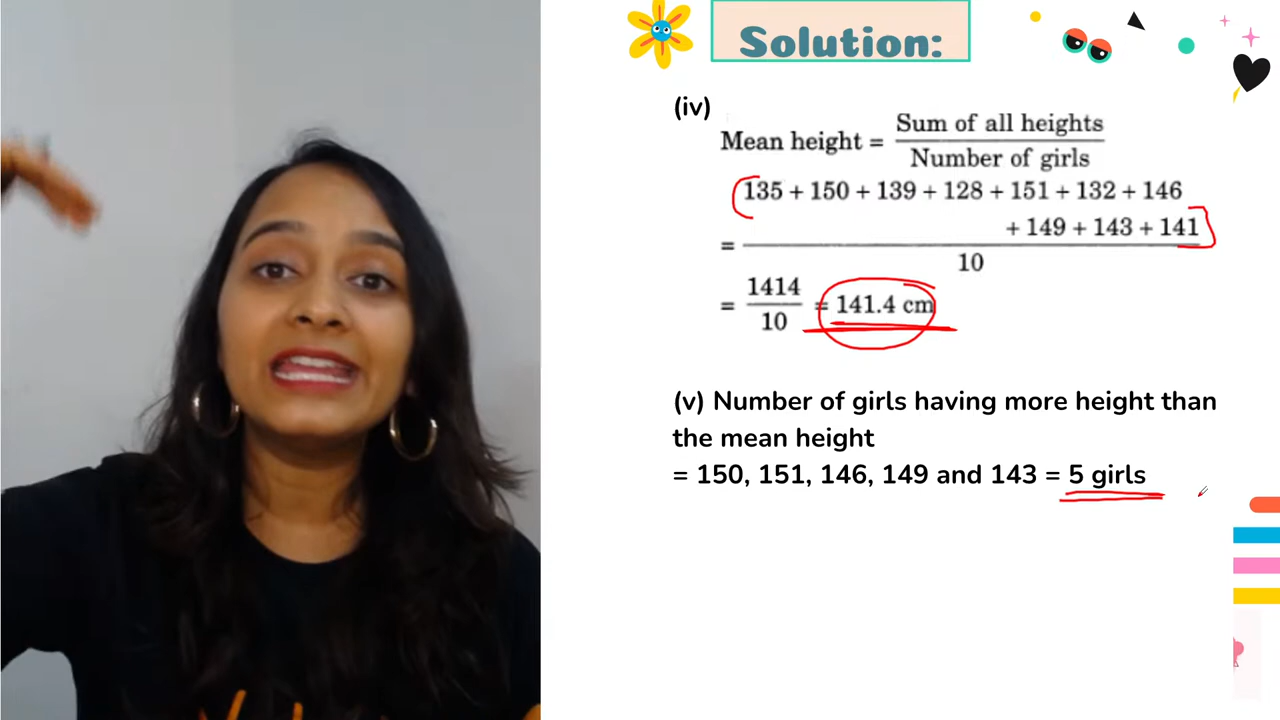 Solution:
(iv)
Mean height = Sum of all heights / Number of girls
135 + 150 + 139 + 128 + 151 + 132 + 146
+ 149 + 143 + 141
=
10
= 1414 / 10 = 141.4 cm
(v) Number of girls having more height than
the mean height
= 150, 151, 146, 149 and 143 = 5 girls